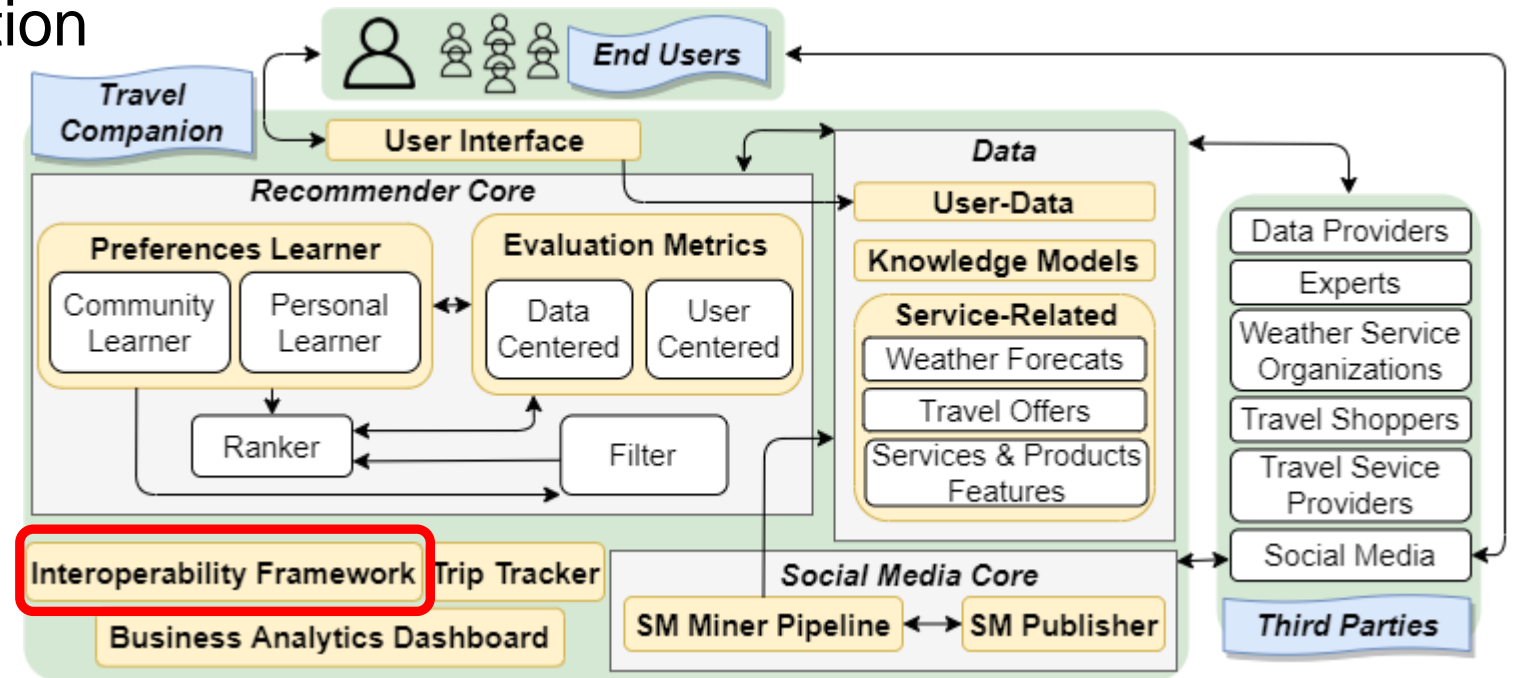 tion
End Users
Travel
Companion
User Interface
Recommender Core
Preferences Learner
Community
Learner
Personal
Learner
Evaluation Metrics
Data
Centered
User
Centered
Ranker
Filter
Data
User-Data
Knowledge Models
Service-Related
Weather Forecats
Travel Offers
Services & Products
Features
Interoperability Framework
Trip Tracker
Business Analytics Dashboard
Social Media Core
SM Miner Pipeline
SM Publisher
Data Providers
Experts
Weather Service
Organizations
Travel Shoppers
Travel Sevice
Providers
Social Media
Third Parties